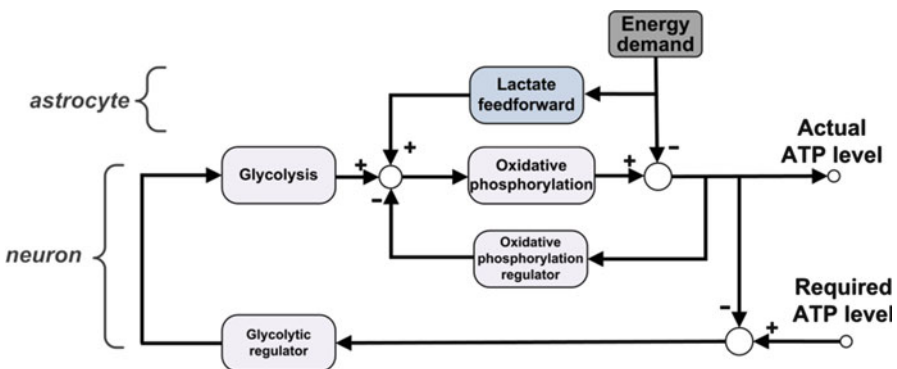 Energy
demand
astrocyte
Lactate
feedforward
Actual
ATP level
+
-
Glycolysis
+
Oxidative
phosphorylation
+
-
neuron
Oxidative
phosphorylation
regulator
Required
ATP level
-
+
Glycolytic
regulator